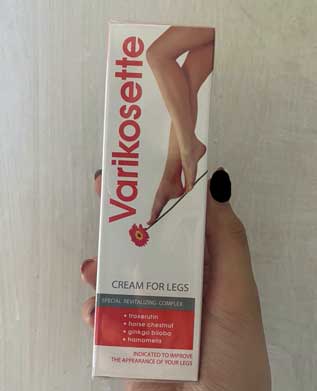 Varikosette
CREAM FOR LEGS
SPECIAL REVITALIZING COMPLEX
• troxerutin
• horse chestnut
• ginkgo biloba
• hamamelis
INDICATED TO IMPROVE
THE APPEARANCE OF YOUR LEGS